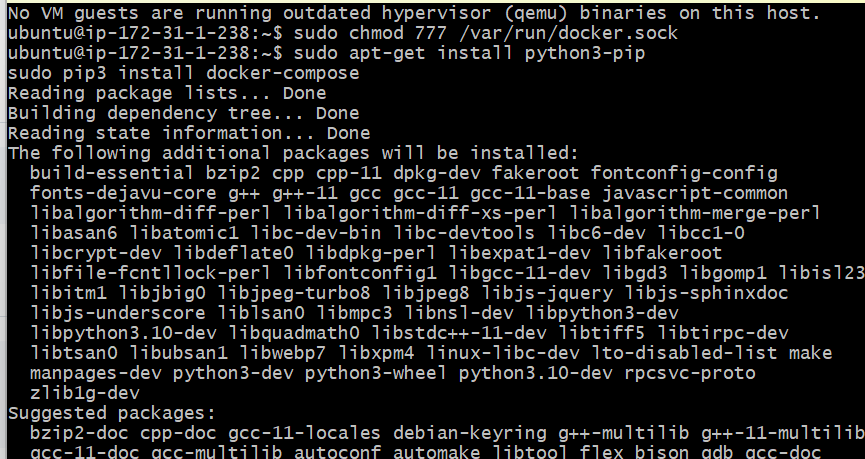 No VM guests are running outdated hypervisor (qemu) binaries on this host.
ubuntu@ip-172-31-1-238:~$ sudo chmod 777 /var/run/docker.sock
ubuntu@ip-172-31-1-238:~$ sudo apt-get install python3-pip
sudo pip3 install docker-compose
Reading package lists... Done
Building dependency tree... Done
Reading state information... Done
The following additional packages will be installed:
  build-essential bzip2 cpp cpp-11 dpkg-dev fakeroot fontconfig-config
  fonts-dejavu-core g++ g++-11 gcc gcc-11 gcc-11-base javascript-common
  libalgorithm-diff-perl libalgorithm-diff-xs-perl libalgorithm-merge-perl
  libasan6 libatomic1 libc-dev-bin libc-devtools libc6-dev libcc1-0
  libcrypt-dev libdeflate0 libdpkg-perl libexpat1-dev libfakeroot
  libfile-fcntllock-perl libfontconfig1 libgcc-11-dev libgd3 libgomp1 libisl23
  libitm1 libjbig0 libjpeg-turbo8 libjpeg8 libjs-jquery libjs-sphinxdoc
  libjs-underscore liblsan0 libmpc3 libnsl-dev libpython3-dev
  libpython3.10-dev libquadmath0 libstdc++-11-dev libtiff5 libtirpc-dev
  libtsan0 libubsan1 libwebp7 libxpm4 linux-libc-dev lto-disabled-list make
  manpages-dev python3-dev python3-wheel python3.10-dev rpcsvc-proto
  zlib1g-dev
Suggested packages:
  bzip2-doc cpp-doc gcc-11-locales debian-keyring g++-multilib g++-11-multilib
  gcc-11-doc gcc-multilib autoconf automake libtool flex bison gdb gcc-doc